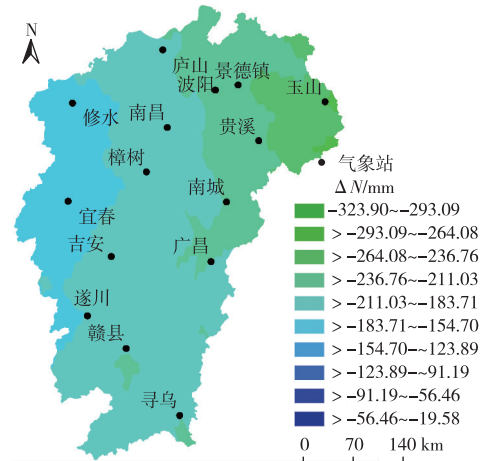 N
庐山
景德镇
波阳
玉山
修水
南昌
贵溪
樟树
气象站
南城
宜春
吉安
广昌
遂川
赣县
寻乌
Δ N/mm
-323.90~-293.09
> -293.09~-264.08
> -264.08~-236.76
> -236.76~-211.03
> -211.03~-183.71
> -183.71~-154.70
> -154.70-~123.89
> -123.89~-91.19
> -91.19~-56.46
> -56.46~-19.58
0 70 140 km